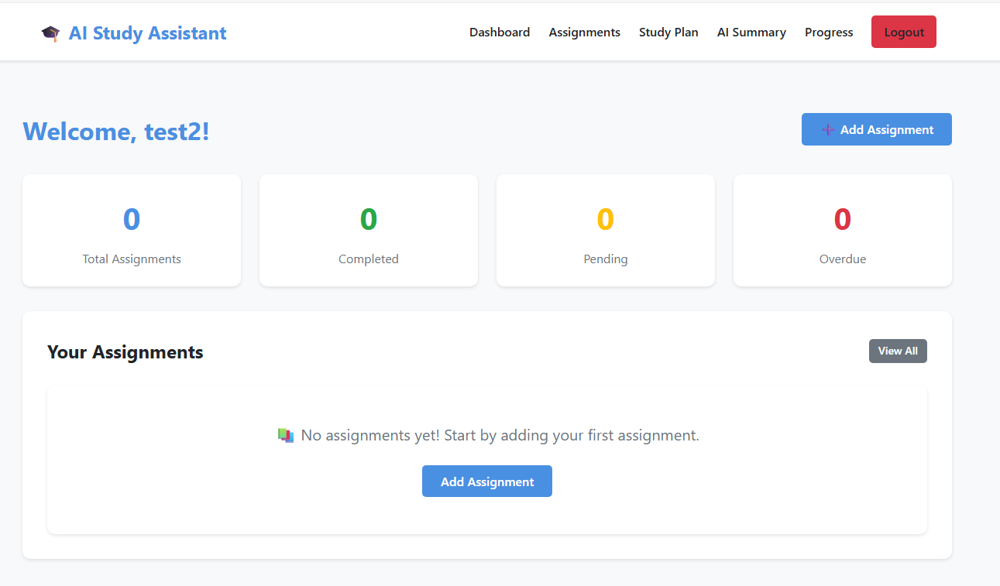 AI Study Assistant
Dashboard Assignments Study Plan AI Summary Progress Logout
Welcome, test2!
Add Assignment
0
Total Assignments
0
Completed
0
Pending
0
Overdue
Your Assignments
View All
No assignments yet! Start by adding your first assignment.
Add Assignment